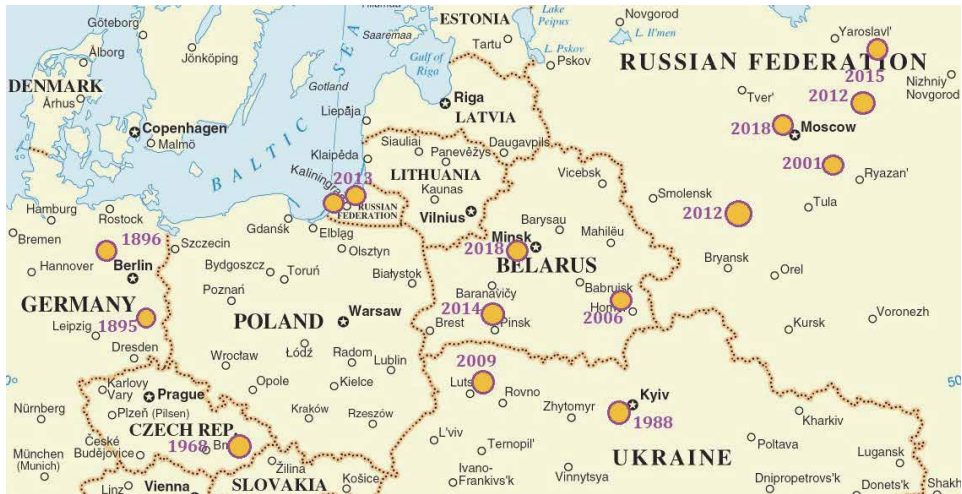 Göteborg
Ålborg
Jönköping
DENMARK
Århus
Copenhagen
Malmö
BALTIC SEA
Gotland
Saaremaa
Gulf of
Riga
ESTONIA
Tartu
Lake
Peipus
L. Pskov
Pskov
Novgorod
L. Il'men
RUSSIAN FEDERATION
Yaroslavl'
2015
Nizhniy
Novgorod
Tver'
2012
2018
Moscow
2001
Ryazan'
Riga
LATVIA
Liepāja
Siauliai
Daugavpils
Panevėžys
Klaipėda
LITHUANIA
Kaunas
Vilnius
2013
RUSSIAN
FEDERATION
Vicebsk
Smolensk
2012
Tula
Hamburg
Rostock
Bremen
1896
Szczecin
Gdańsk
Elbląg
Olsztyn
Barysau
Minsk
Mahilëu
2018
BELARUS
Bryansk
Orel
Hannover
Berlin
Bydgoszcz
Toruń
Białystok
Poznań
Baranavičy
Babruisk
2014
2006
GERMANY
1895
Leipzig
POLAND
Warsaw
Brest
Pinsk
Kursk
Voronezh
Dresden
Wrocław
Łódź
Radom
Lublin
2009
Karlovy
Vary
Prague
Opole
Kielce
Rovno
Kyiv
50
Nürnberg
Plzeň (Pilsen)
Kraków
Rzeszów
Zhytomyr
1988
Kharkiv
CZECH REP.
1968
České
Budějovice
L'viv
Ternopil'
Poltava
München
(Munich)
Žilina
UKRAINE
Lugansk
Linz
Vienna
SLOVAKIA
Košice
Ivano-
Frankivs'k
Vinnytsya
Dnipropetrovs'k
Donets'k